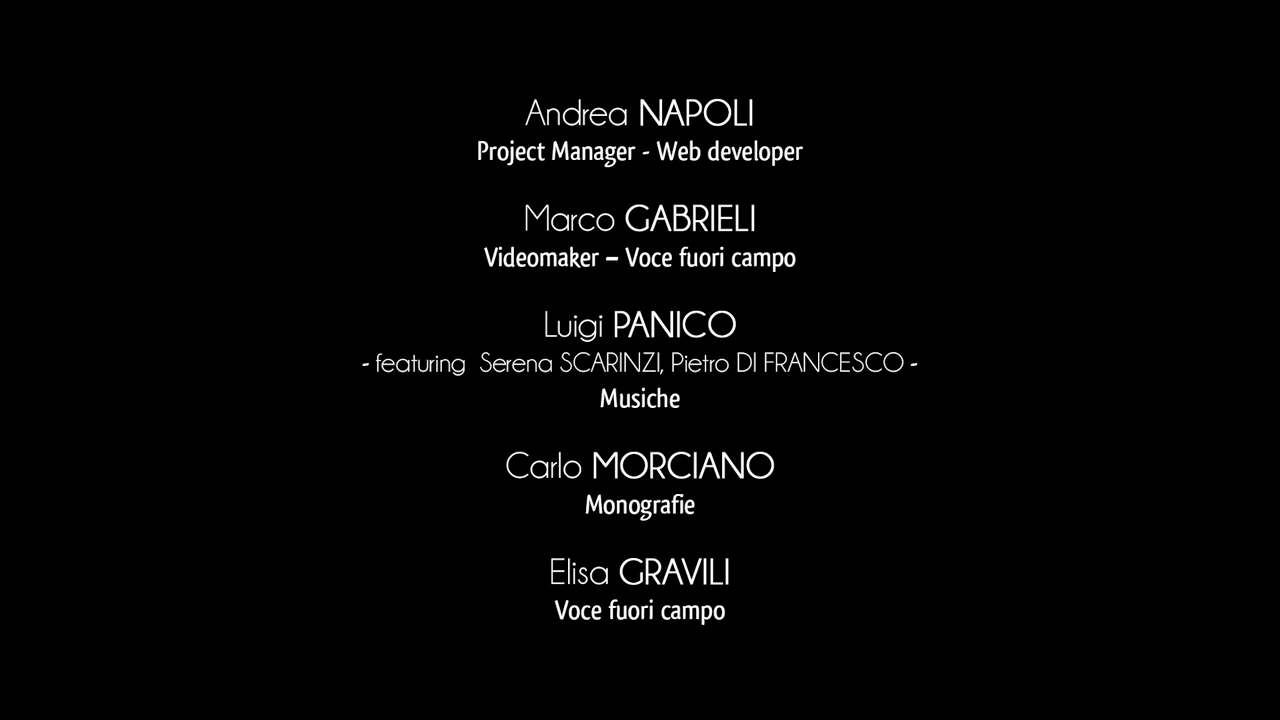 Andrea NAPOLI
Project Manager - Web developer
Marco GABRIELI
Videomaker – Voce fuori campo
Luigi PANICO
- featuring  Serena SCARINZI, Pietro DI FRANCESCO -
Musiche
Carlo MORCIANO
Monografie
Elisa GRAVILI
Voce fuori campo